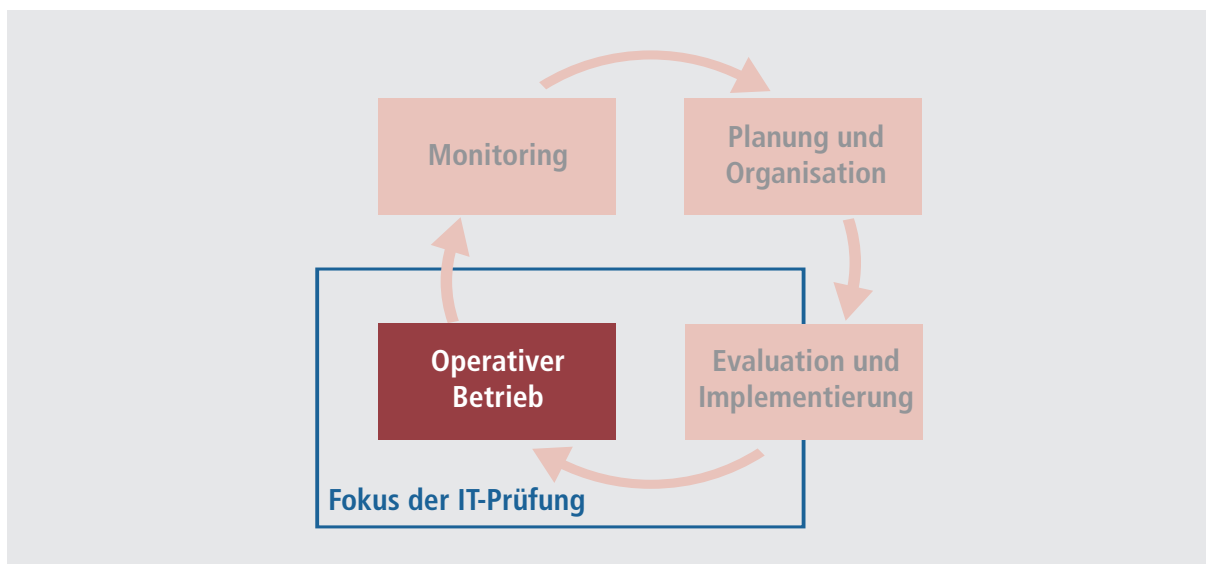 Monitoring
Planung und
Organisation
Operativer
Betrieb
Evaluation und
Implementierung
Fokus der IT-Prüfung